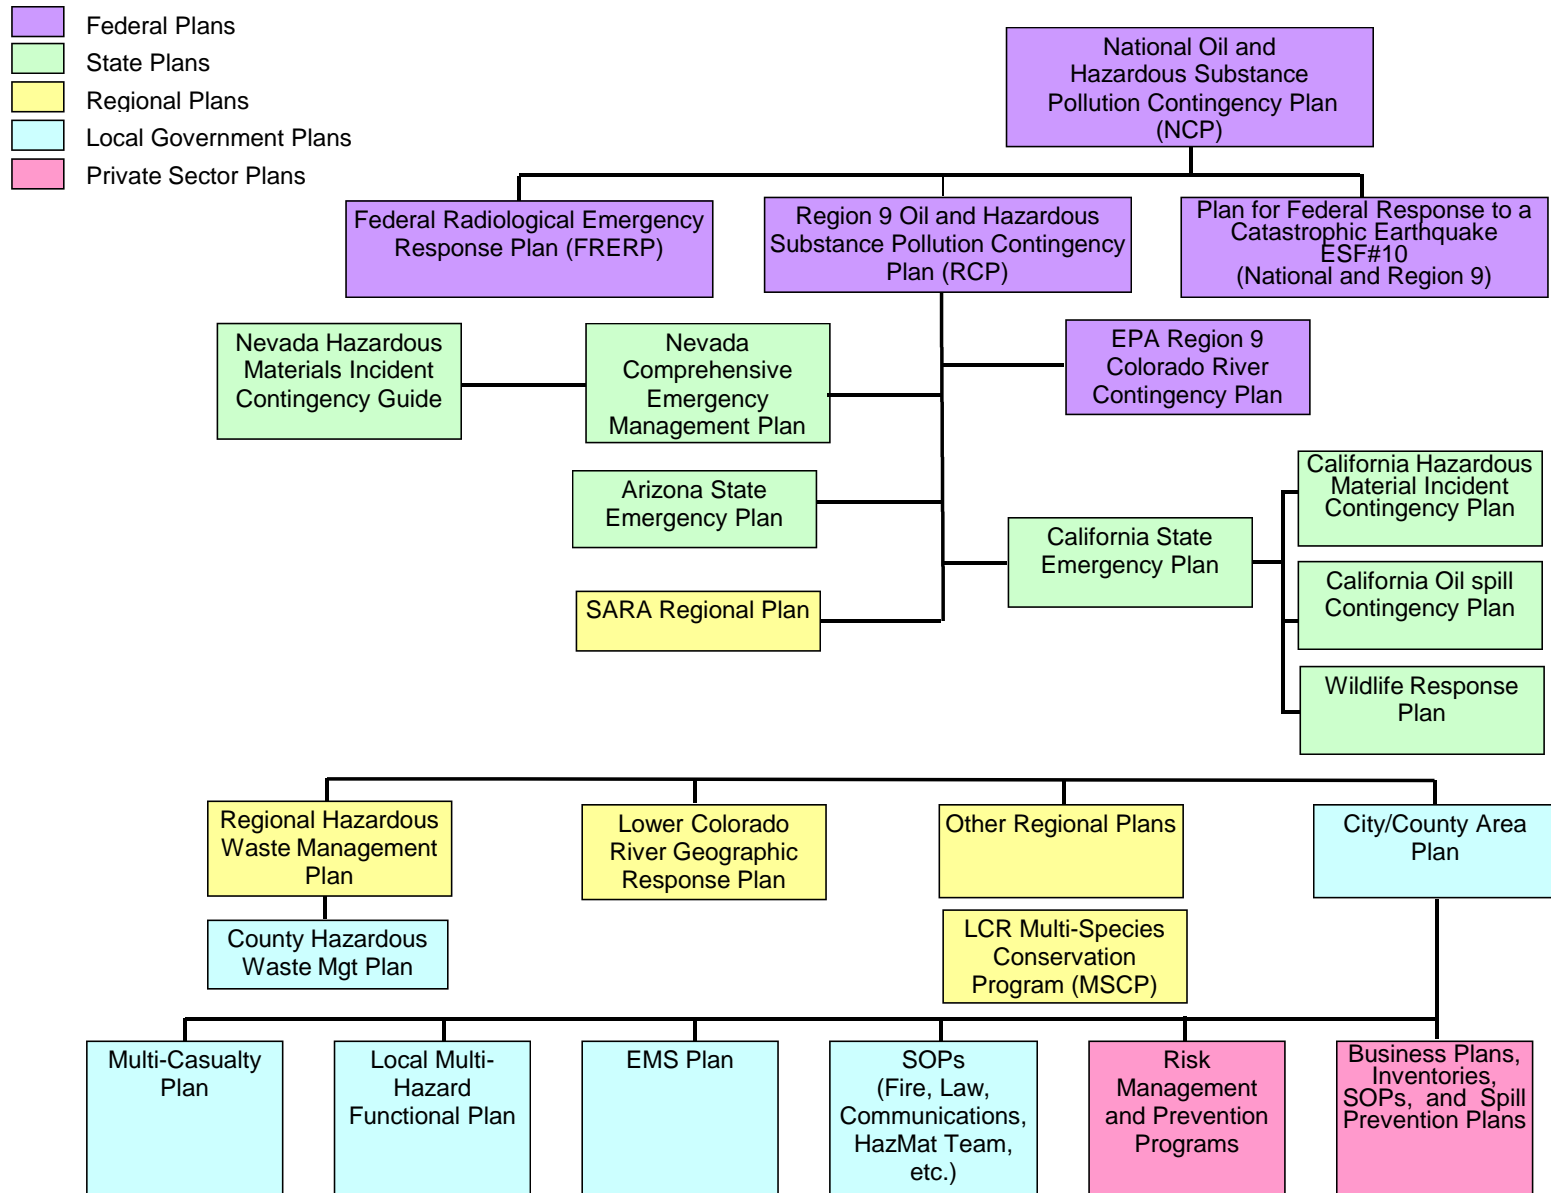 Federal Plans
State Plans
Regional Plans
Local Government Plans
Private Sector Plans
National Oil and
Hazardous Substance
Pollution Contingency Plan
(NCP)
Federal Radiological Emergency
Response Plan (FRERP)
Region 9 Oil and Hazardous
Substance Pollution Contingency
Plan (RCP)
Plan for Federal Response to a
Catastrophic Earthquake
ESF#10
(National and Region 9)
Nevada Hazardous
Materials Incident
Contingency Guide
Nevada
Comprehensive
Emergency
Management Plan
EPA Region 9
Colorado River
Contingency Plan
Arizona State
Emergency Plan
California State
Emergency Plan
California Hazardous
Material Incident
Contingency Plan
California Oil spill
Contingency Plan
SARA Regional Plan
Wildlife Response
Plan
Regional Hazardous
Waste Management
Plan
Lower Colorado
River Geographic
Response Plan
Other Regional Plans
City/County Area
Plan
County Hazardous
Waste Mgt Plan
LCR Multi-Species
Conservation
Program (MSCP)
Multi-Casualty
Plan
Local Multi-
Hazard
Functional Plan
EMS Plan
SOPs
(Fire, Law,
Communications,
HazMat Team,
etc.)
Risk
Management
and Prevention
Programs
Business Plans,
Inventories,
SOPs, and Spill
Prevention Plans